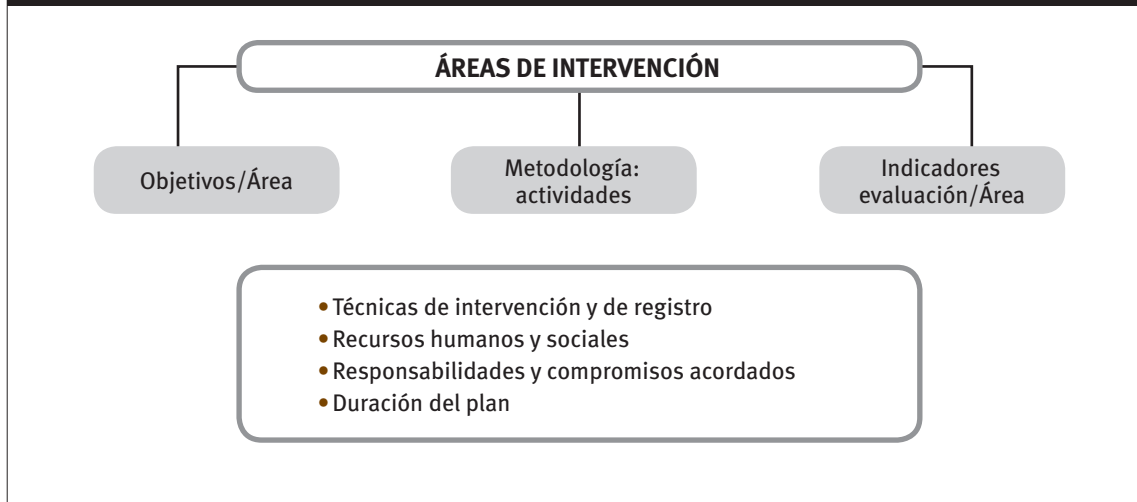 ÁREAS DE INTERVENCIÓN
Objetivos/Área
Metodología:
actividades
Indicadores
evaluación/Área
•Técnicas de intervención y de registro
•Recursos humanos y sociales
•Responsabilidades y compromisos acordados
•Duración del plan